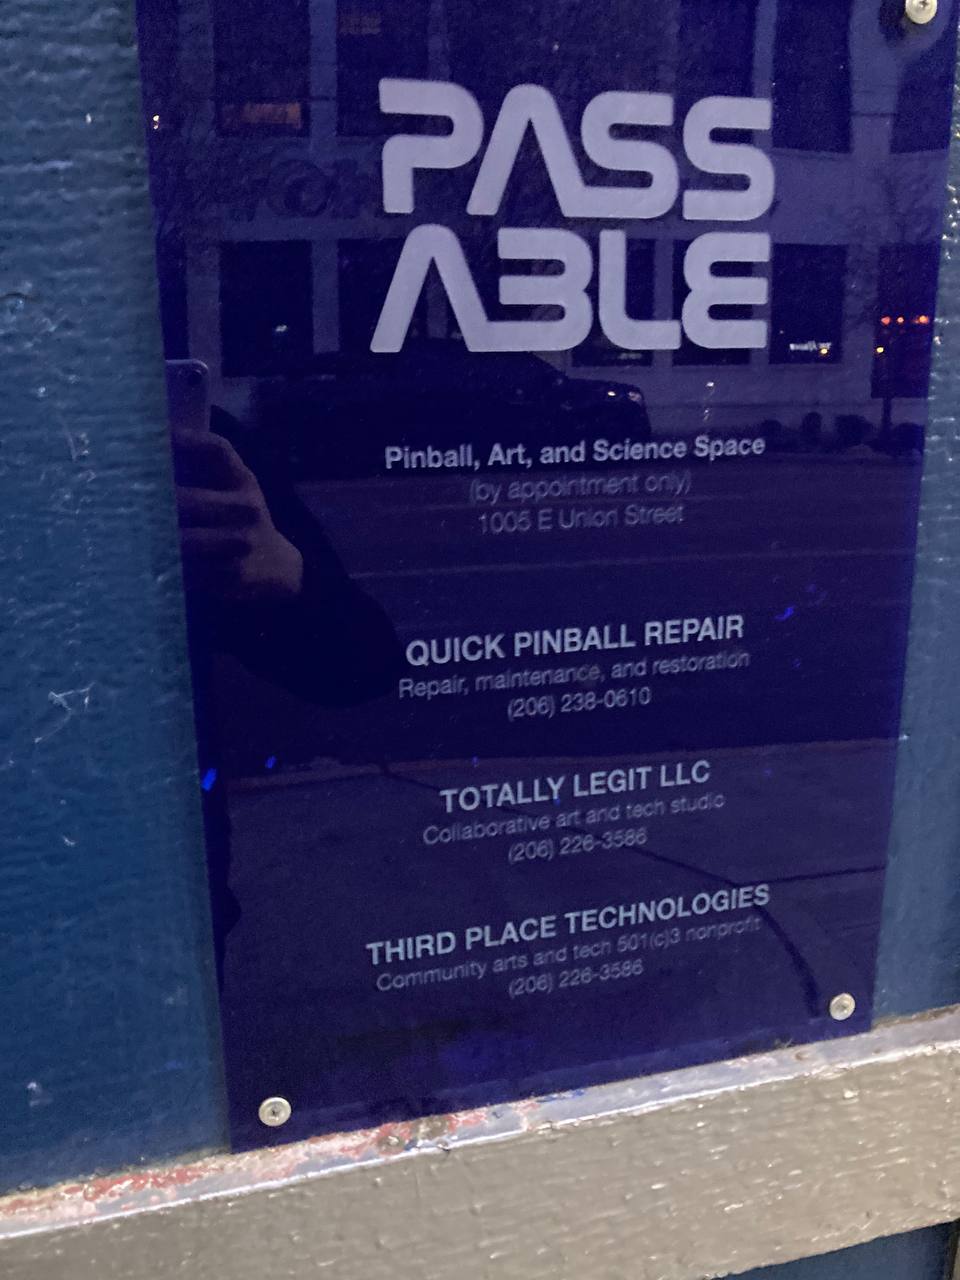 PASS
ABLE
Pinball, Art, and Science Space
(by appointment only)
1005 E Union Street
QUICK PINBALL REPAIR
Repair, maintenance, and restoration
(206) 238-0610
TOTALLY LEGIT LLC
Collaborative art and tech studio
(206) 226-3586
THIRD PLACE TECHNOLOGIES
Community arts and tech 501(c)3 nonprofit
(206) 226-3586